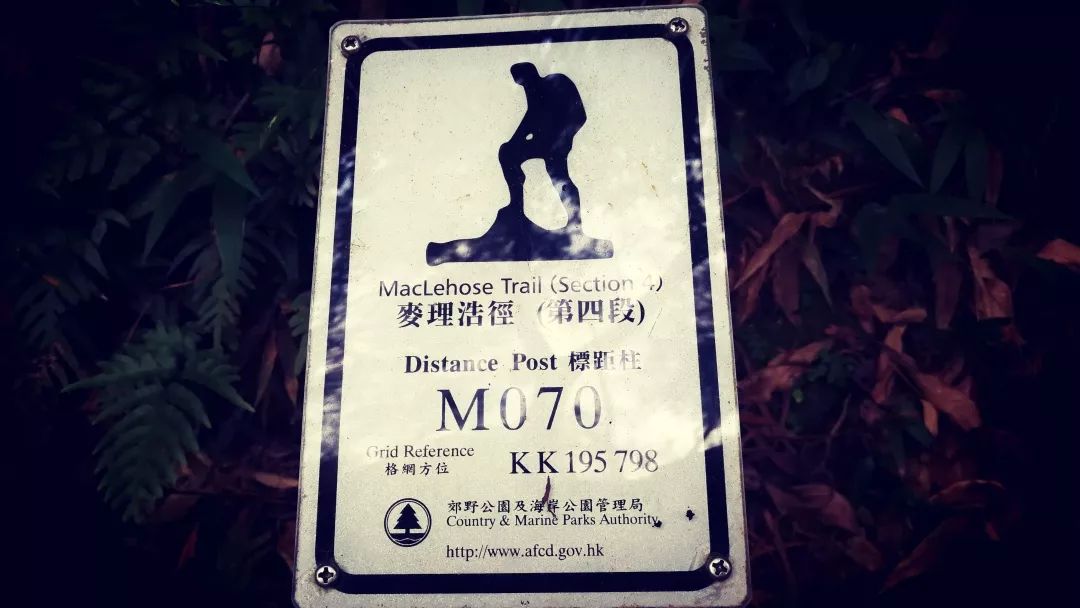 MacLehose Trail (Section 4)
麥理浩徑 (第四段)
Distance Post 標距柱
M070
Grid Reference
格網方位
KK 195 798
郊野公園及海岸公園管理局
Country & Marine Parks Authority
http://www.afcd.gov.hk